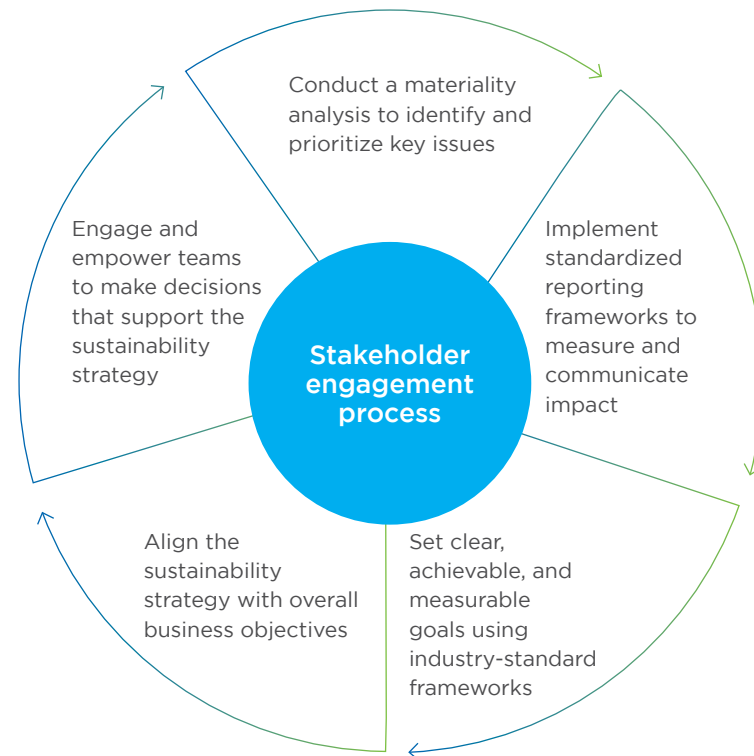 Conduct a materiality
analysis to identify and
prioritize key issues
Implement
standardized
reporting
frameworks to
measure and
communicate
impact
Set clear,
achievable, and
measurable
goals using
industry-standard
frameworks
Align the
sustainability
strategy with overall
business objectives
Engage and
empower teams
to make decisions
that support the
sustainability
strategy
Stakeholder
engagement
process